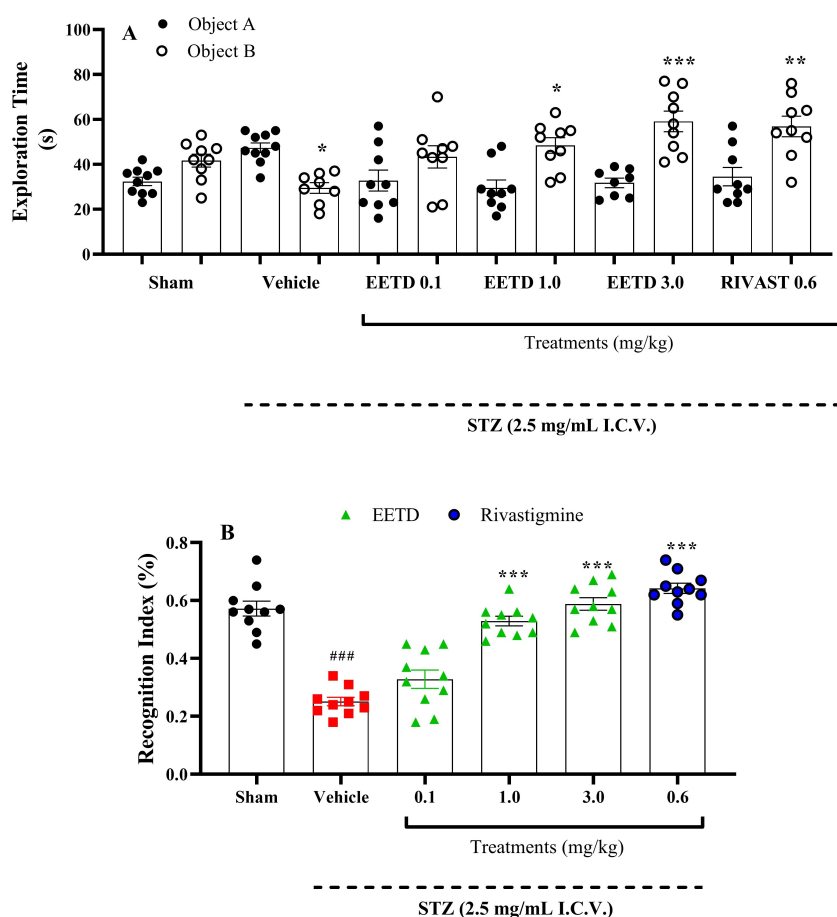 A
Object A
Object B
Exploration Time
(s)
100
80
60
40
20
0
*
*
***
**
Sham
Vehicle
EETD 0.1
EETD 1.0
EETD 3.0
RIVAST 0.6
Treatments (mg/kg)
STZ (2.5 mg/mL I.C.V.)
B
EETD
Rivastigmine
Recognition Index (%)
0.8
0.6
0.4
0.2
0.0
###
***
***
***
Sham
Vehicle
0.1
1.0
3.0
0.6
Treatments (mg/kg)
STZ (2.5 mg/mL I.C.V.)